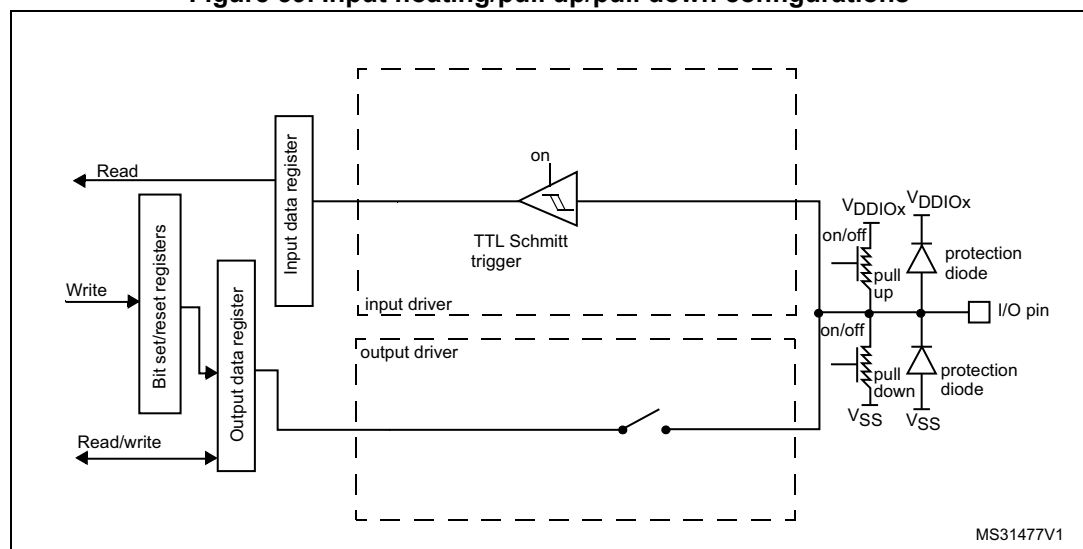 Figure 69. Input floating/pull up/pull down configurations
Input data register
on
Read
TTL Schmitt
trigger
VDDIOx
VDDIOx
on/off
pull
up
protection
diode
Bit set/reset registers
Write
Output data register
input driver
I/O pin
output driver
on/off
pull
down
protection
diode
VSS
VSS
Read/write
MS31477V1